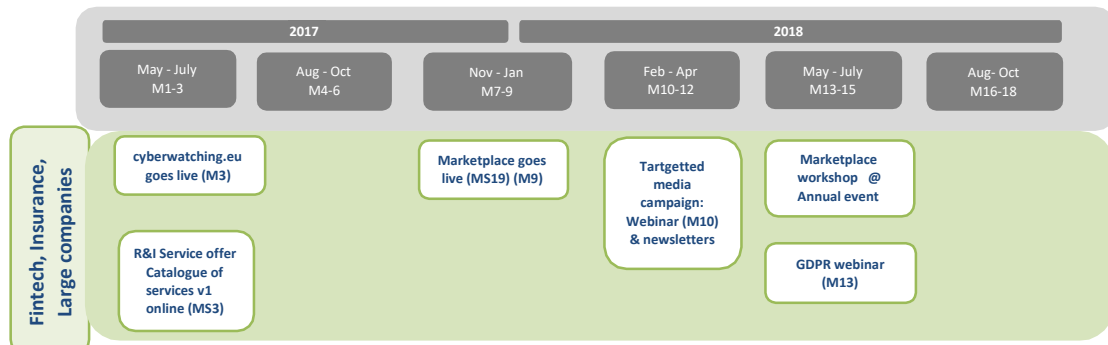 2017
2018
May - July
M1-3
Aug - Oct
M4-6
Nov - Jan
M7-9
Feb - Apr
M10-12
May - July
M13-15
Aug- Oct
M16-18
Fintech, Insurance,
Large companies
cyberwatching.eu
goes live (M3)
R&I Service offer
Catalogue of
services v1
online (MS3)
Marketplace goes
live (MS19) (M9)
Tartgetted
media
campaign:
Webinar (M10)
& newsletters
Marketplace
workshop @
Annual event
GDPR webinar
(M13)